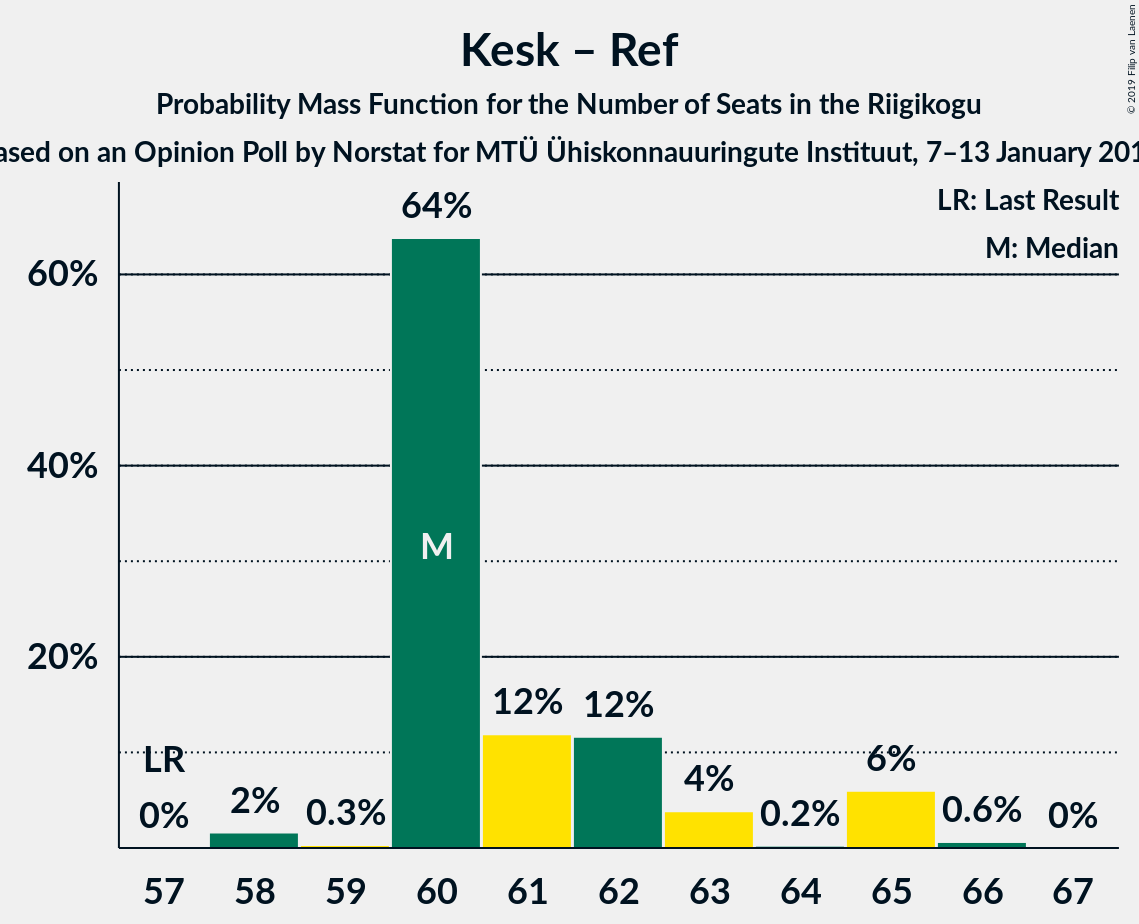 © 2019 Filip van Laenen
Kesk – Ref
Probability Mass Function for the Number of Seats in the Riigikogu
ased on an Opinion Poll by Norstat for MTÜ Ühiskonnauuringute Instituut, 7–13 January 201
LR: Last Result
M: Median
60%
40%
20%
LR
0%
2%
0.3%
64%
M
12%
12%
4%
0.2%
6%
0.6%
0%
57 58 59 60 61 62 63 64 65 66 67